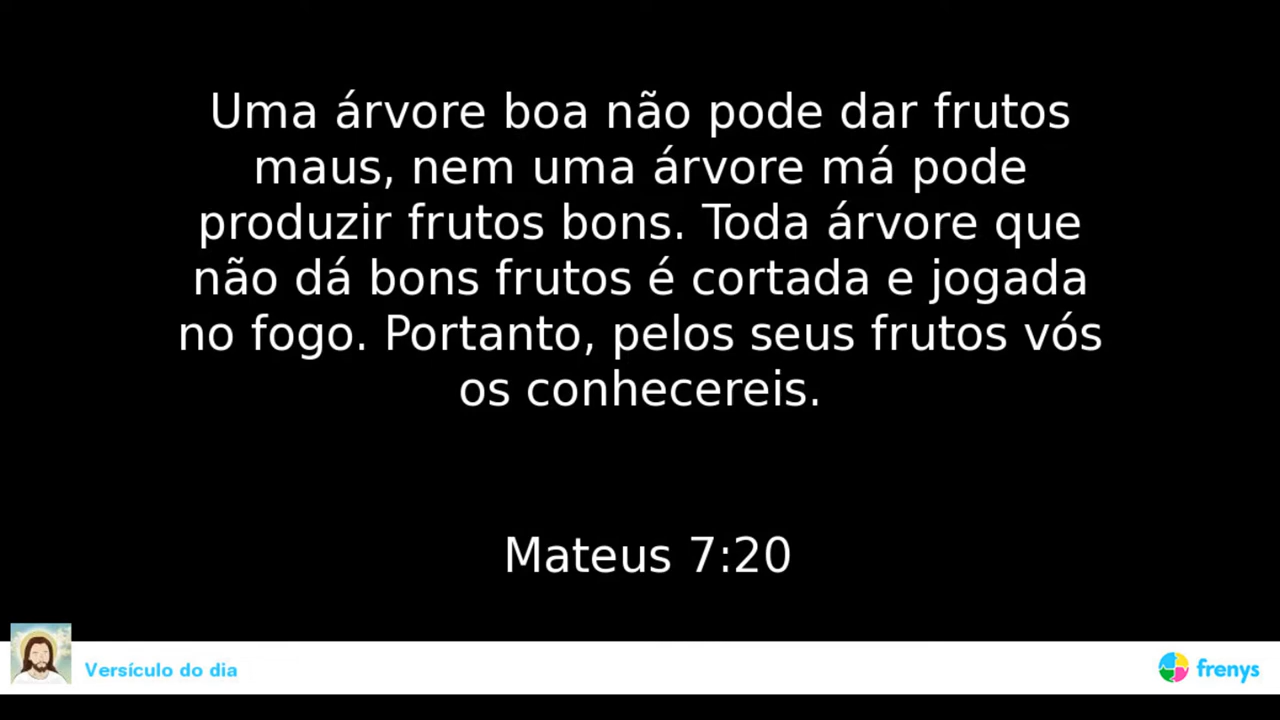 Uma árvore boa não pode dar frutos
maus, nem uma árvore má pode
produzir frutos bons. Toda árvore que
não dá bons frutos é cortada e jogada
no fogo. Portanto, pelos seus frutos vós
os conhecereis.
Mateus 7:20
Versículo do dia
frenys